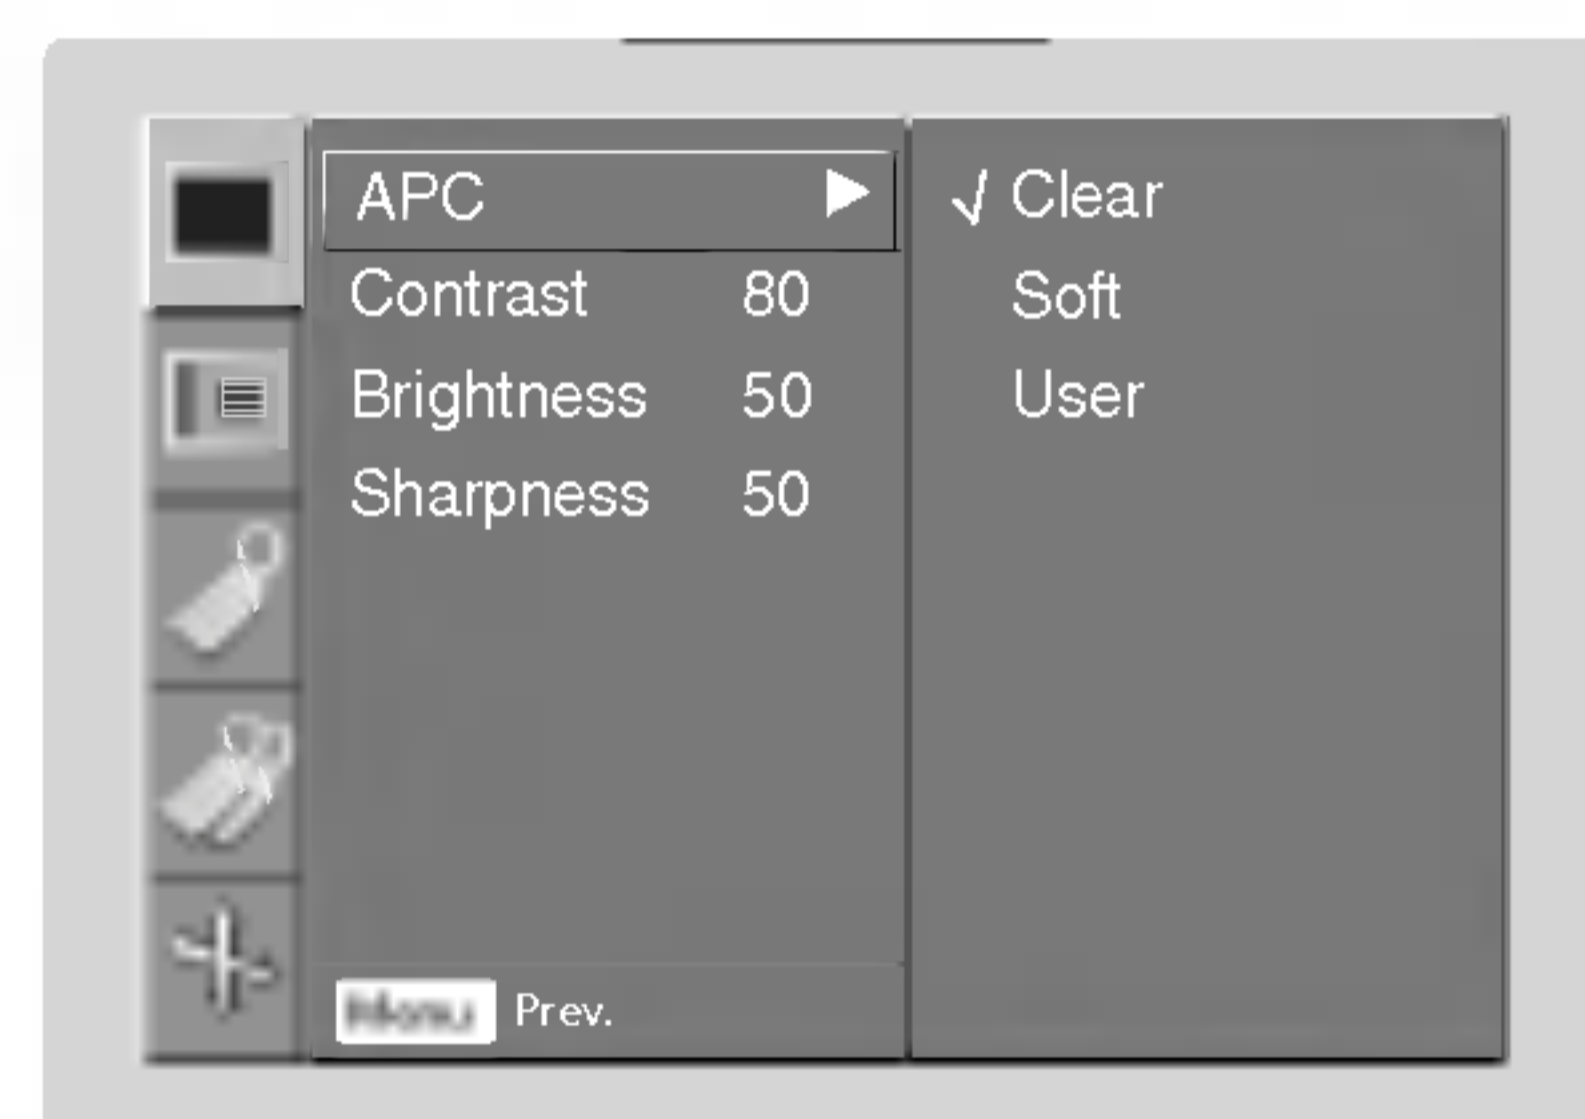 APC ▶
Contrast 80
Brightness 50
Sharpness 50
Menu Prev.
√ Clear
Soft
User